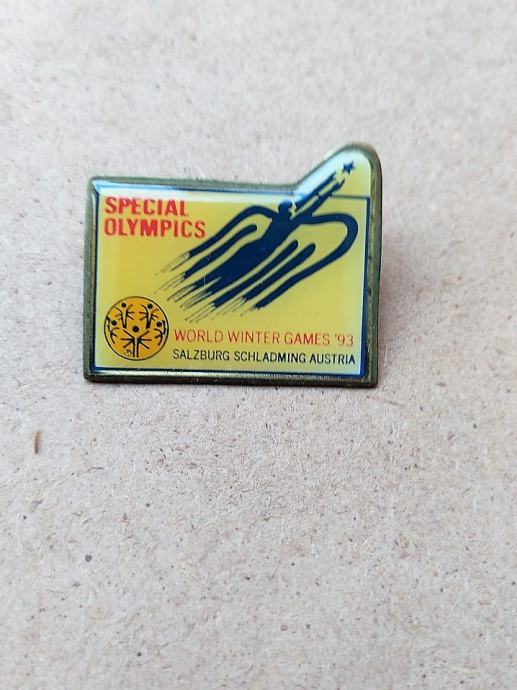 SPECIAL
OLYMPICS
WORLD WINTER GAMES '93
SALZBURG SCHLADMING AUSTRIA